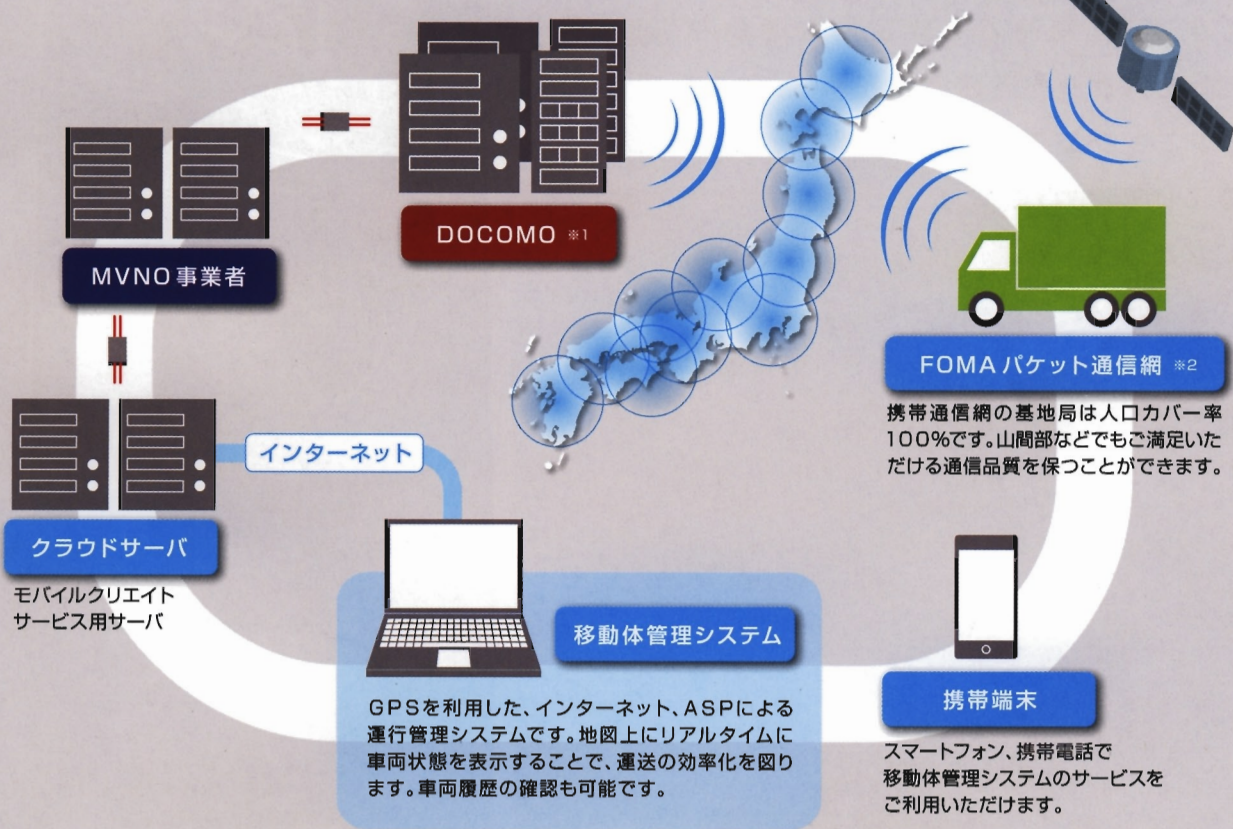 DOCOMO ※1
MVNO事業者
FOMAパケット通信網 ※2
携帯通信網の基地局は人口カバー率
100%です。山間部などでもご満足いた
だける通信品質を保つことができます。
インターネット
クラウドサーバ
モバイルクリエイト
サービス用サーバ
移動体管理システム
GPSを利用した、インターネット、ASPによる
運行管理システムです。地図上にリアルタイムに
車両状態を表示することで、運送の効率化を図り
ます。車両履歴の確認も可能です。
携帯端末
スマートフォン、携帯電話で
移動体管理システムのサービスを
ご利用いただけます。